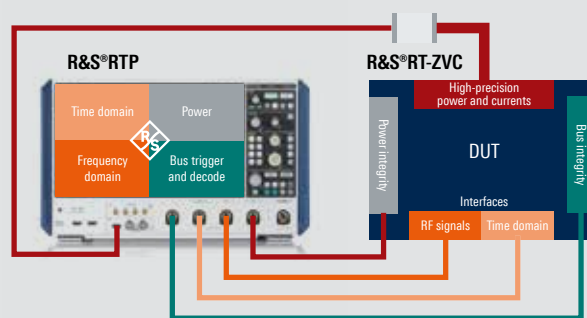 R&S®RTP
R&S®RT-ZVC
Time domain
Power
R&S
Frequency
domain
Bus trigger
and decode
High-precision
power and currents
Power integrity
DUT
Bus integrity
Interfaces
RF signals
Time domain